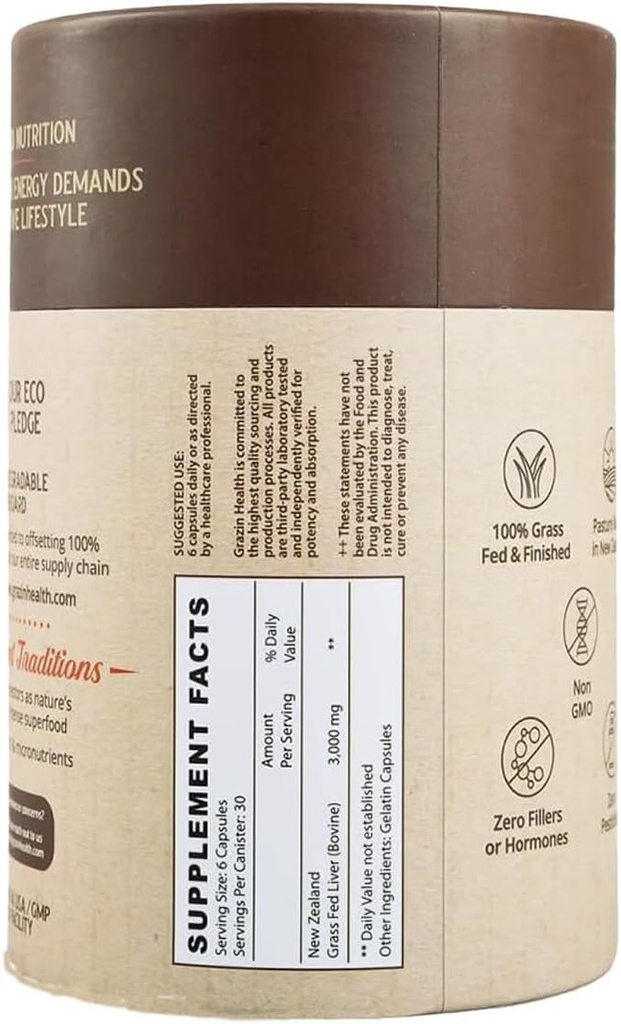 NUTRITION
ENERGY DEMANDS
LIFESTYLE
OUR ECO
PLEDGE
to offsetting 100%
our entire supply chain
grazinhealth.com
Traditions
as nature's
superfood
micronutrients
USA / GMP
SUGGESTED USE:
6 capsules daily or as directed
by a healthcare professional.
Grazin Health is committed to
the highest quality sourcing and
production processes. All products
are third-party laboratory tested
and independently verified for
potency and absorption.
++ These statements have not
been evaluated by the Food and
Drug Administration. This product
is not intended to diagnose, treat,
cure or prevent any disease.
SUPPLEMENT FACTS
Serving Size: 6 Capsules
Servings Per Canister: 30
Amount % Daily
Per Serving Value
New Zealand
Grass Fed Liver (Bovine) 3,000 mg **
** Daily Value not established
Other Ingredients: Gelatin Capsules
100% Grass
Fed & Finished
in New
Non
GMO
Zero Fillers
or Hormones